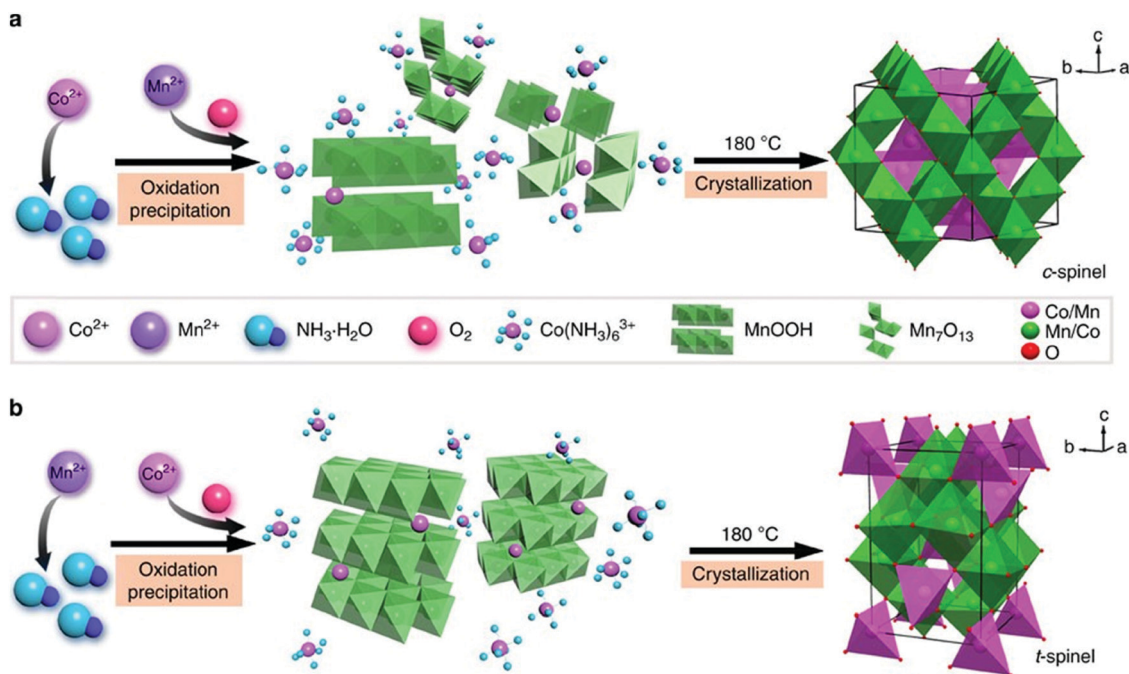 a
Co²⁺
Mn²⁺
Oxidation
precipitation
180 °C
Crystallization
c
b
a
c-spinel
Co²⁺
Mn²⁺
NH₃·H₂O
O₂
Co(NH₃)₆³⁺
MnOOH
Mn₇O₁₃
Co/Mn
Mn/Co
O
b
Mn²⁺
Co²⁺
Oxidation
precipitation
180 °C
Crystallization
c
b
a
t-spinel